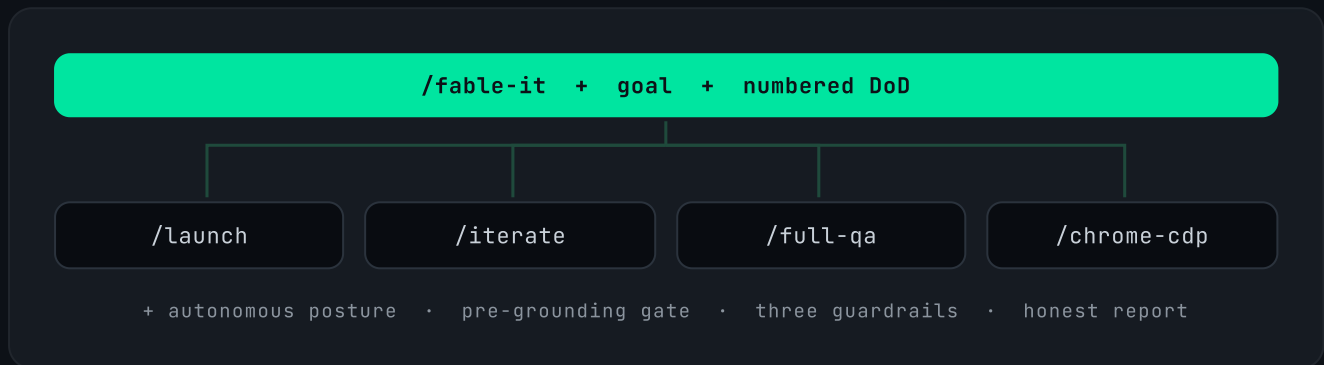 /fable-it + goal + numbered DoD
/launch
/iterate
/full-qa
/chrome-cdp
+ autonomous posture · pre-grounding gate · three guardrails · honest report